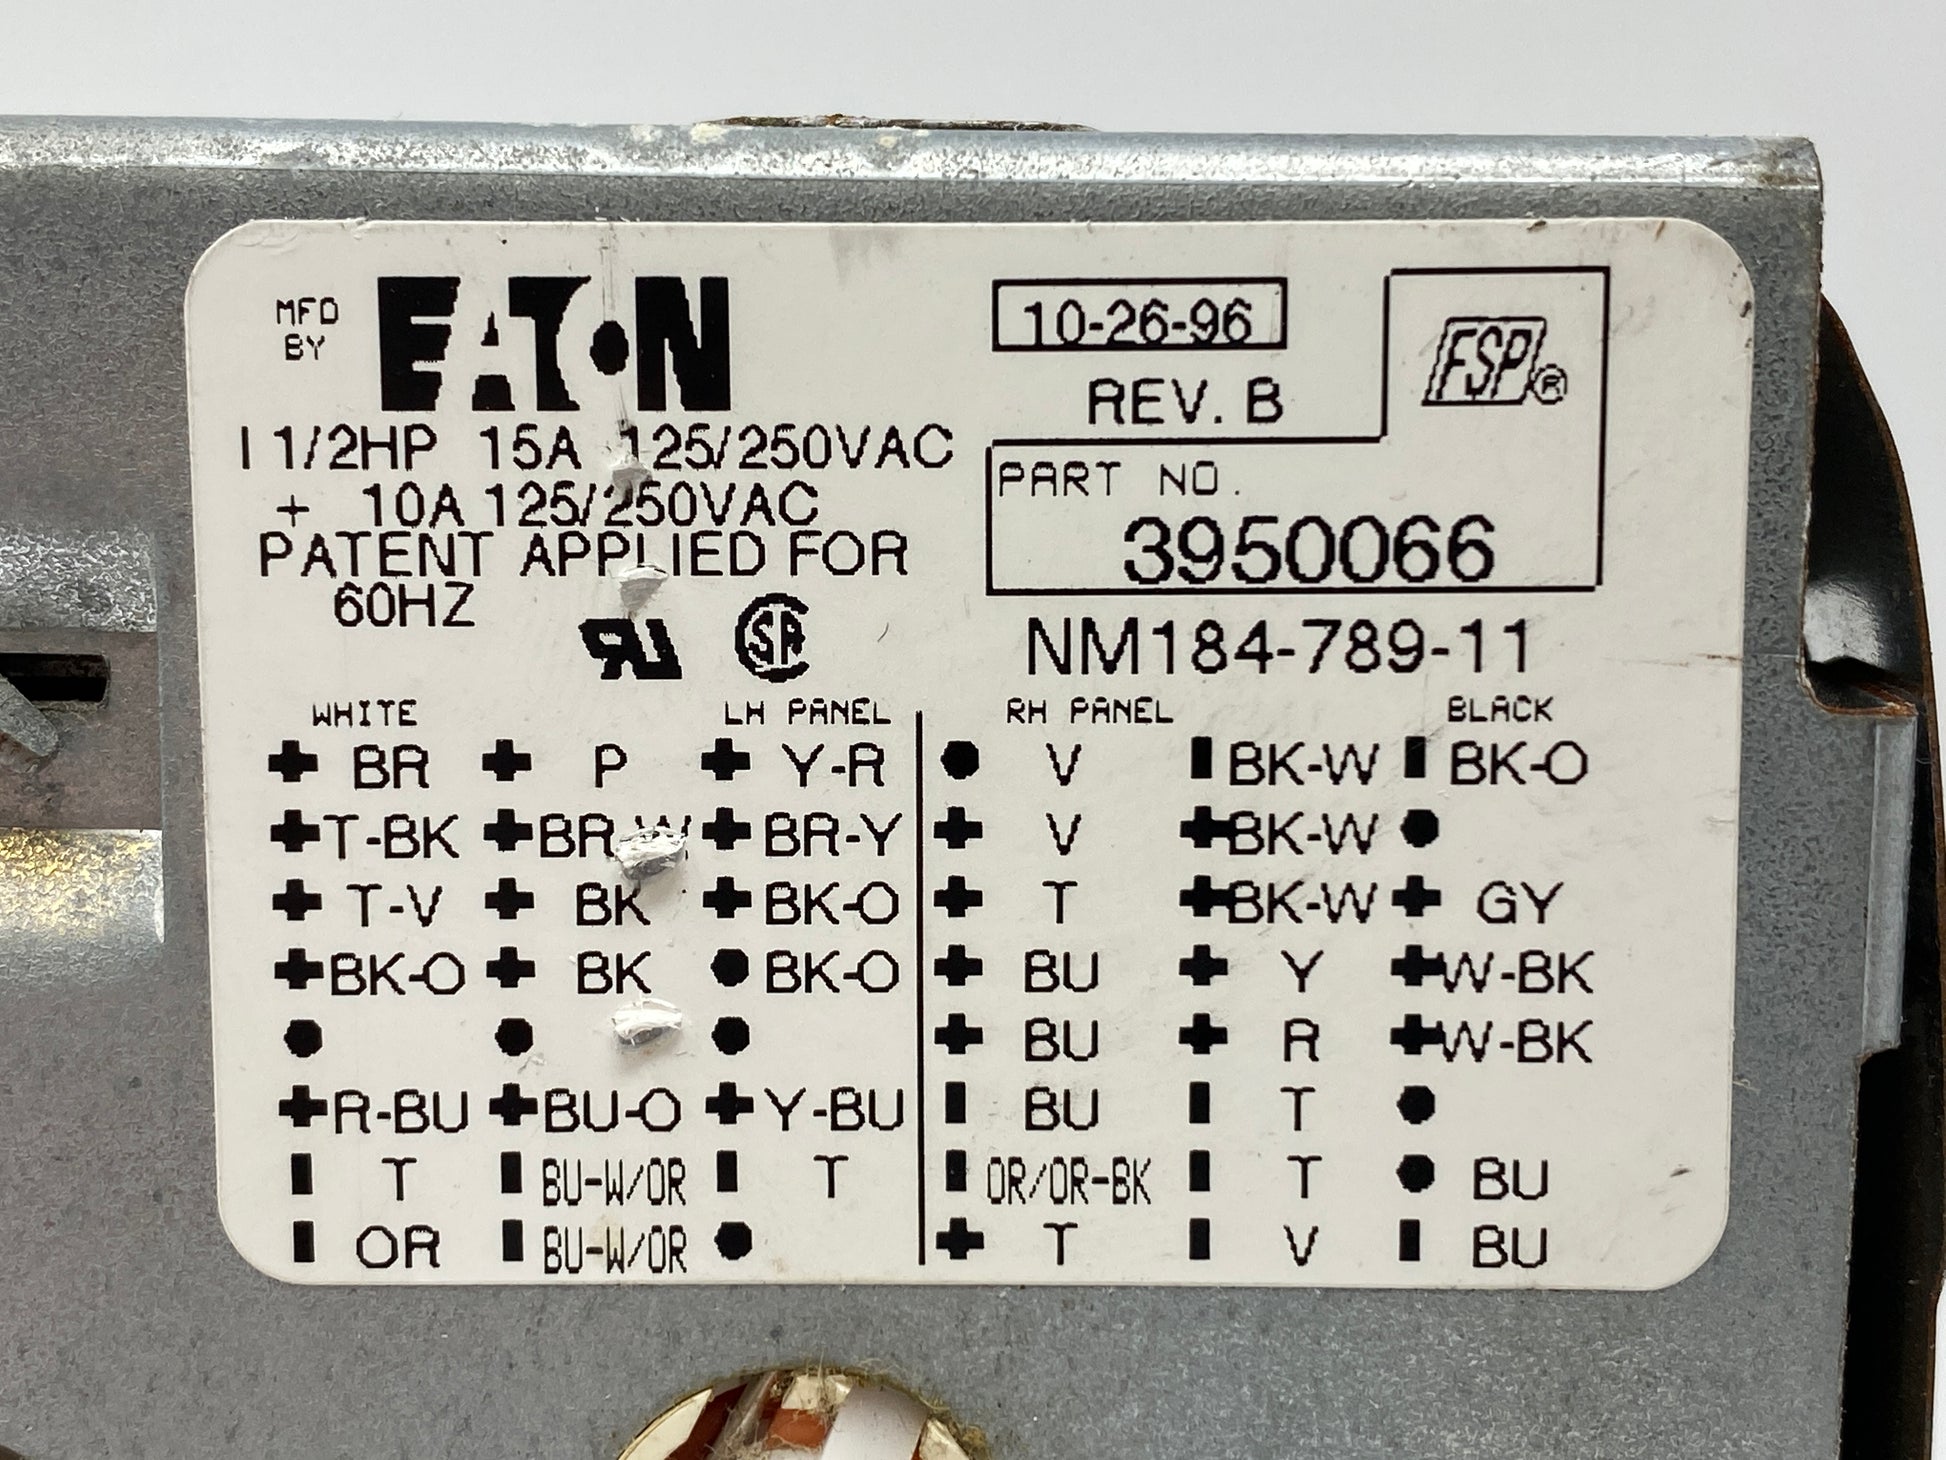 MFD BY EATON
10-26-96
FSP®
REV. B
1 1/2HP 15A 125/250VAC
+ 10A 125/250VAC
PATENT APPLIED FOR
60HZ
PART NO.
3950066
NM184-789-11
WHITE LH PANEL RH PANEL BLACK
BR P Y-R V BK-W BK-O
T-BK BR-W BR-Y V BK-W
T-V BK BK-O T BK-W GY
BK-O BK BK-O BU Y W-BK
BU R W-BK
R-BU BU-O Y-BU BU T
T BU-W/OR T OR/OR-BK T BU
OR BU-W/OR T V BU